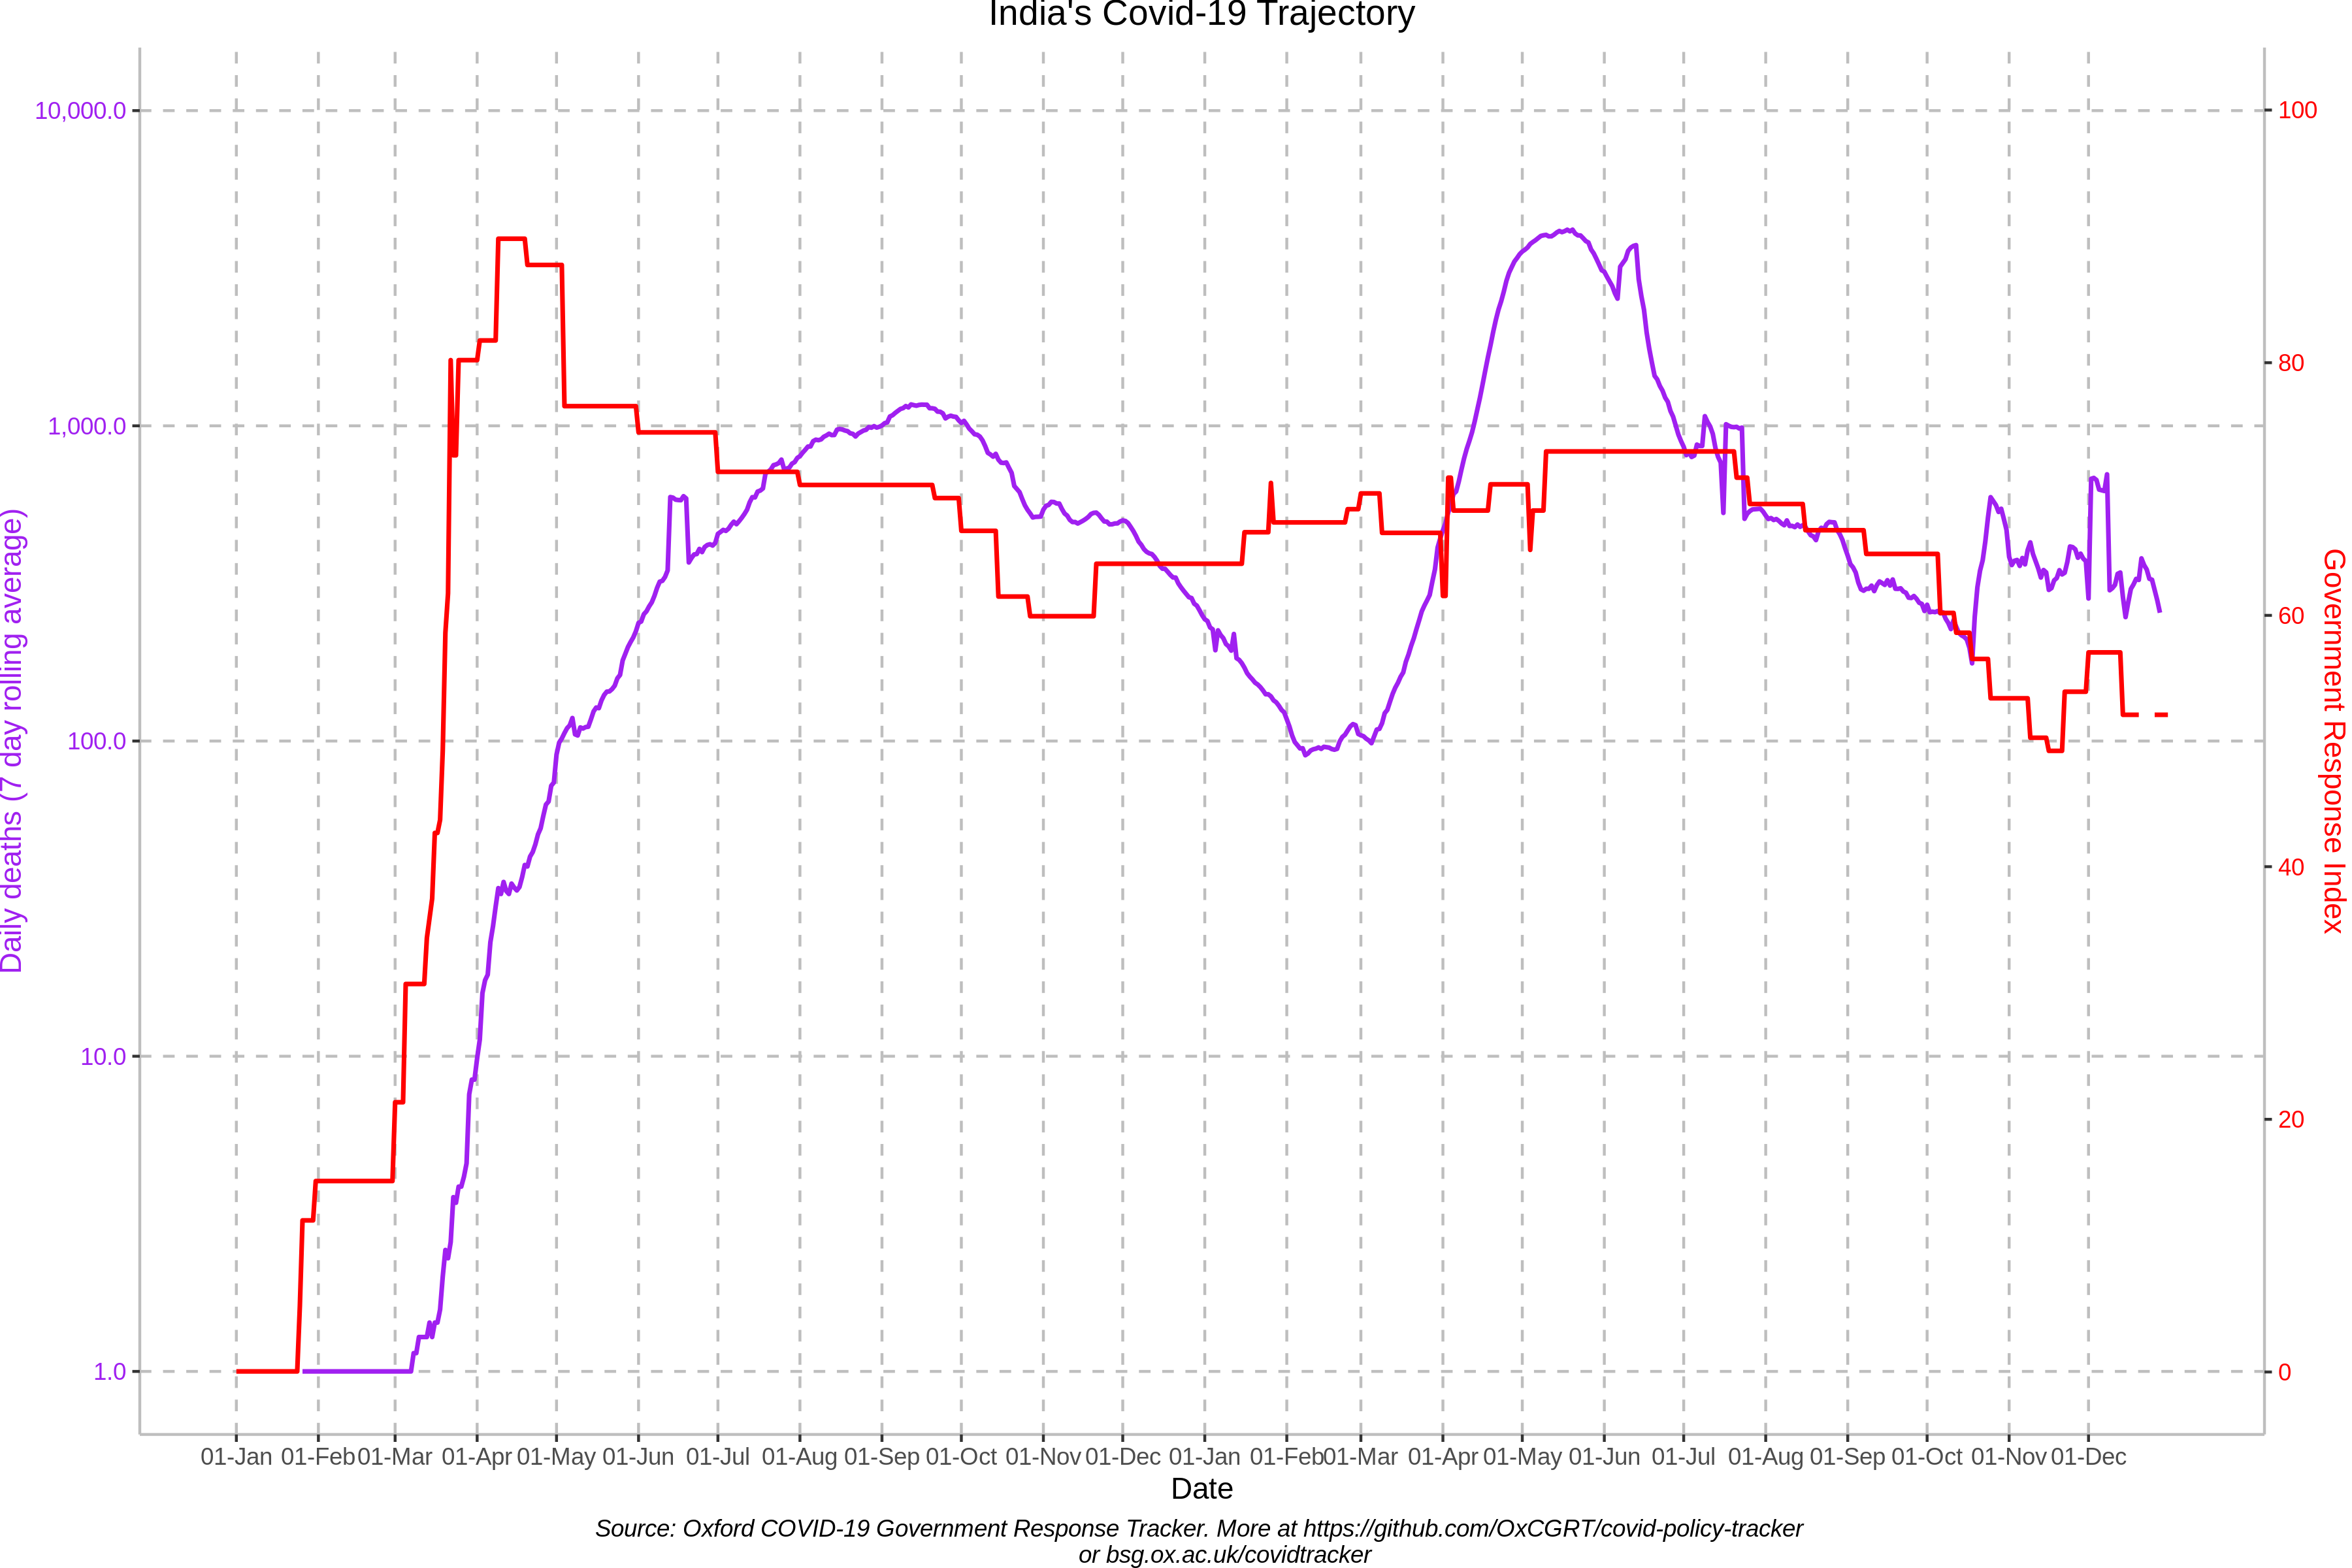 India's Covid-19 Trajectory
10,000.0
1,000.0
100.0
10.0
1.0
Daily deaths (7 day rolling average)
100
80
60
40
20
0
Government Response Index
01-Jan 01-Feb 01-Mar 01-Apr 01-May 01-Jun 01-Jul 01-Aug 01-Sep 01-Oct 01-Nov 01-Dec 01-Jan 01-Feb 01-Mar 01-Apr 01-May 01-Jun 01-Jul 01-Aug 01-Sep 01-Oct 01-Nov 01-Dec
Date
Source: Oxford COVID-19 Government Response Tracker. More at https://github.com/OxCGRT/covid-policy-tracker
or bsg.ox.ac.uk/covidtracker